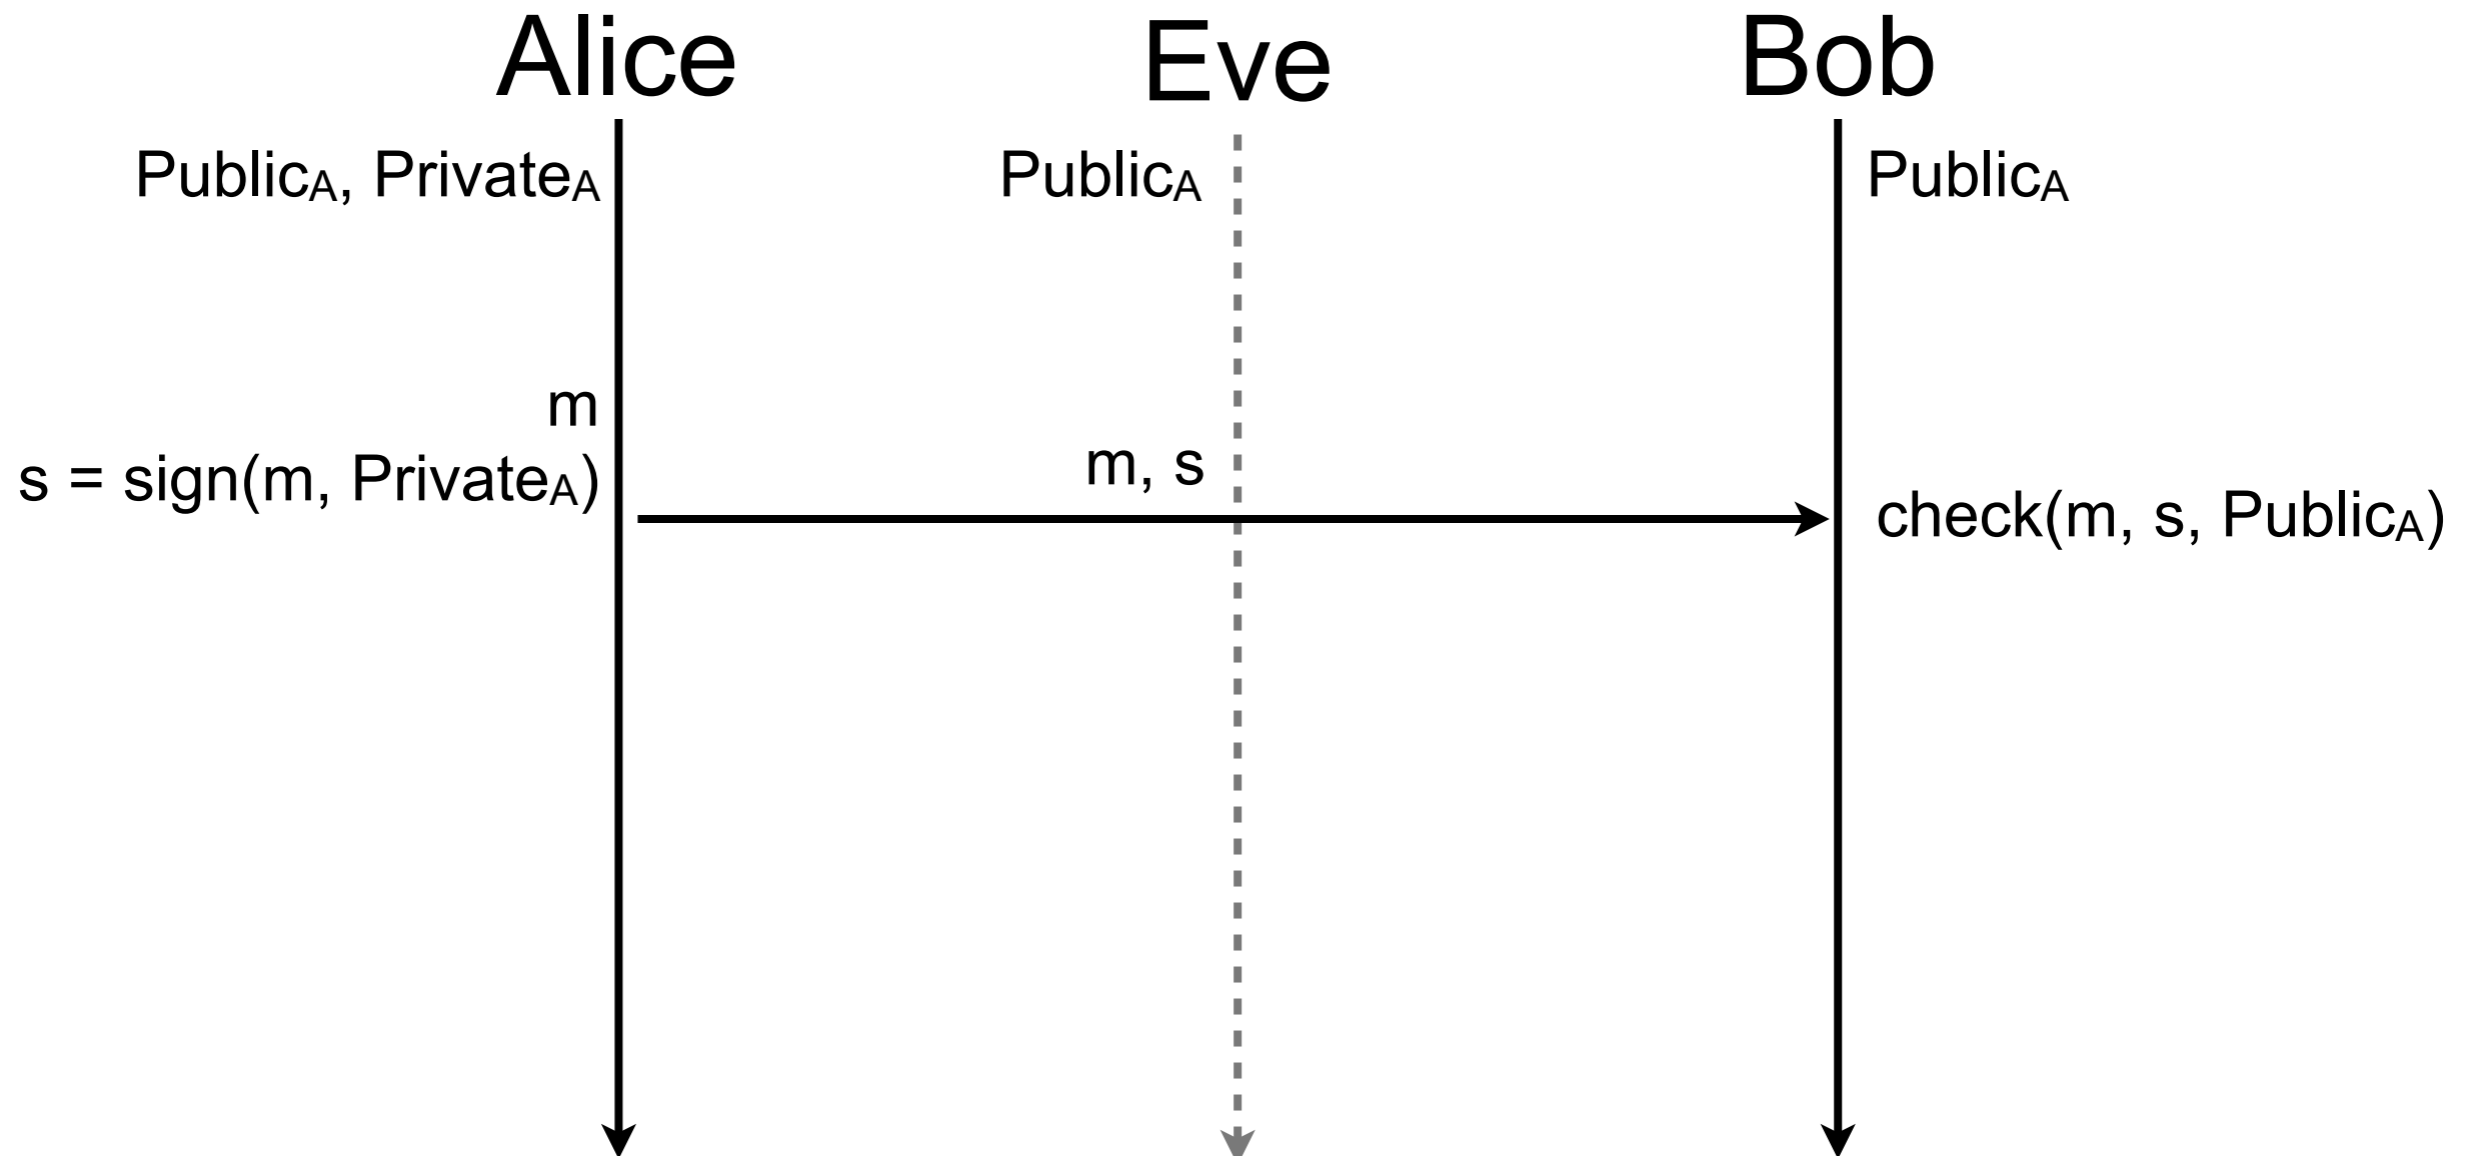 Alice
Eve
Bob
PublicA, PrivateA
PublicA
PublicA
m
s = sign(m, PrivateA)
m, s
check(m, s, PublicA)